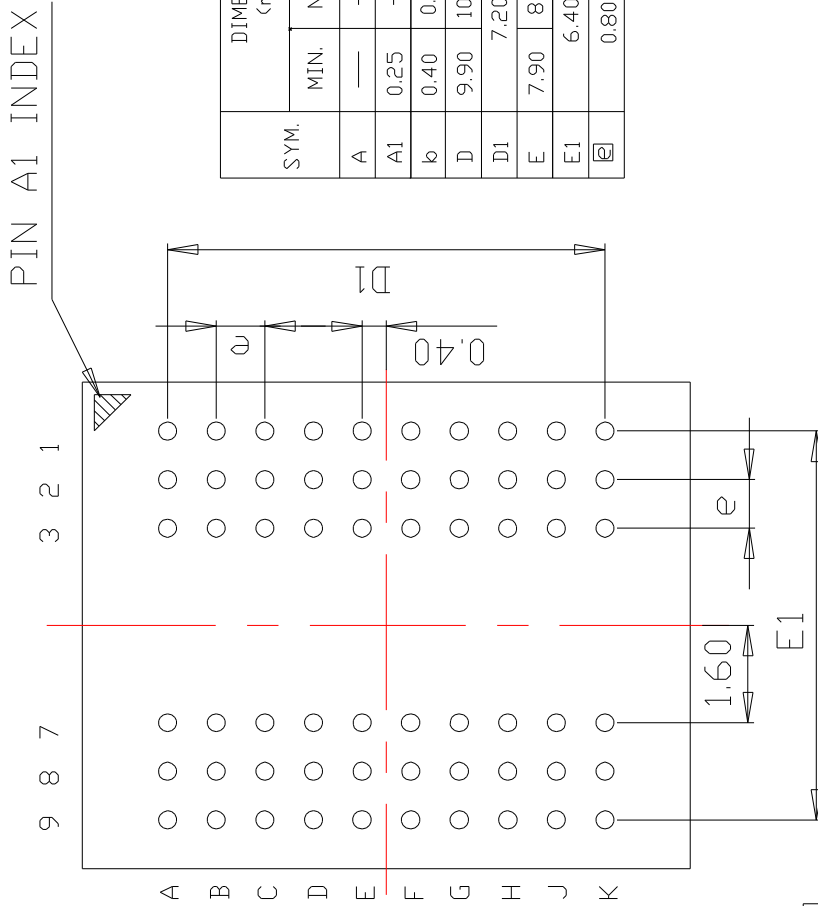 PIN A1 INDEX
SYM.
MIN.
A —
A1 0.25
b 0.40
D 9.90
D1 7.20
E 7.90
E1 6.40
e 0.80
D1
e
0.40
1 2 3 7 8 9
A B C D E F G H J K
e
1.60
E1